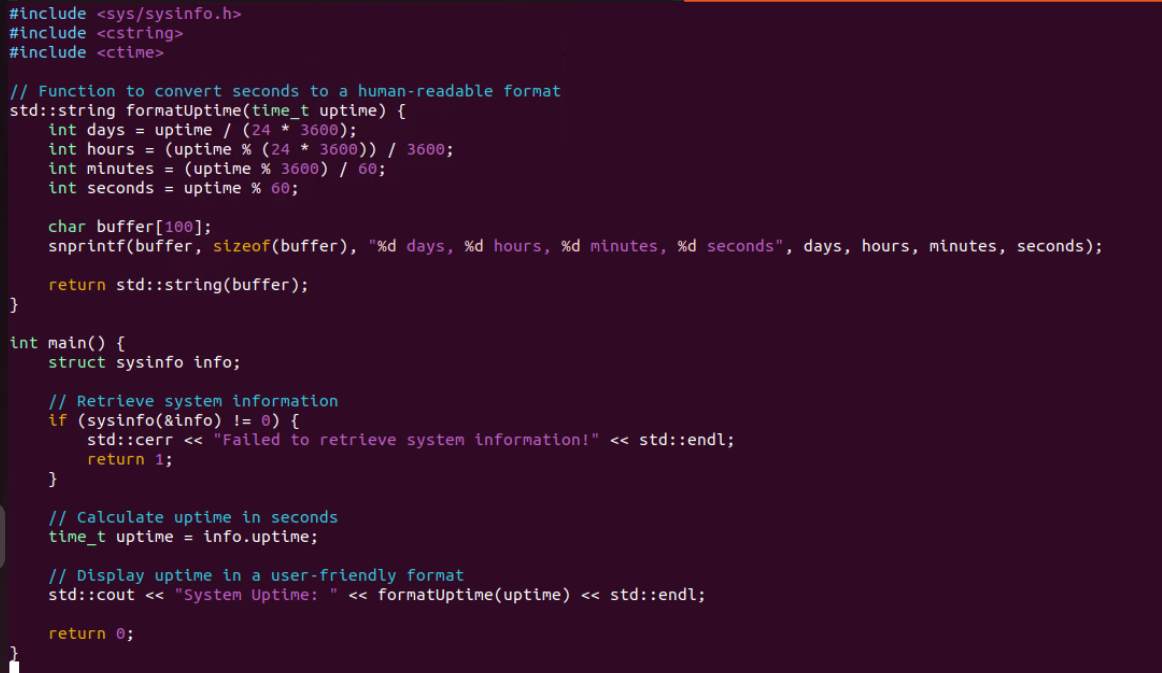 #include <sys/sysinfo.h>
#include <cstring>
#include <ctime>

// Function to convert seconds to a human-readable format
std::string formatUptime(time_t uptime) {
    int days = uptime / (24 * 3600);
    int hours = (uptime % (24 * 3600)) / 3600;
    int minutes = (uptime % 3600) / 60;
    int seconds = uptime % 60;

    char buffer[100];
    snprintf(buffer, sizeof(buffer), "%d days, %d hours, %d minutes, %d seconds", days, hours, minutes, seconds);

    return std::string(buffer);
}

int main() {
    struct sysinfo info;

    // Retrieve system information
    if (sysinfo(&info) != 0) {
        std::cerr << "Failed to retrieve system information!" << std::endl;
        return 1;
    }

    // Calculate uptime in seconds
    time_t uptime = info.uptime;

    // Display uptime in a user-friendly format
    std::cout << "System Uptime: " << formatUptime(uptime) << std::endl;

    return 0;
}